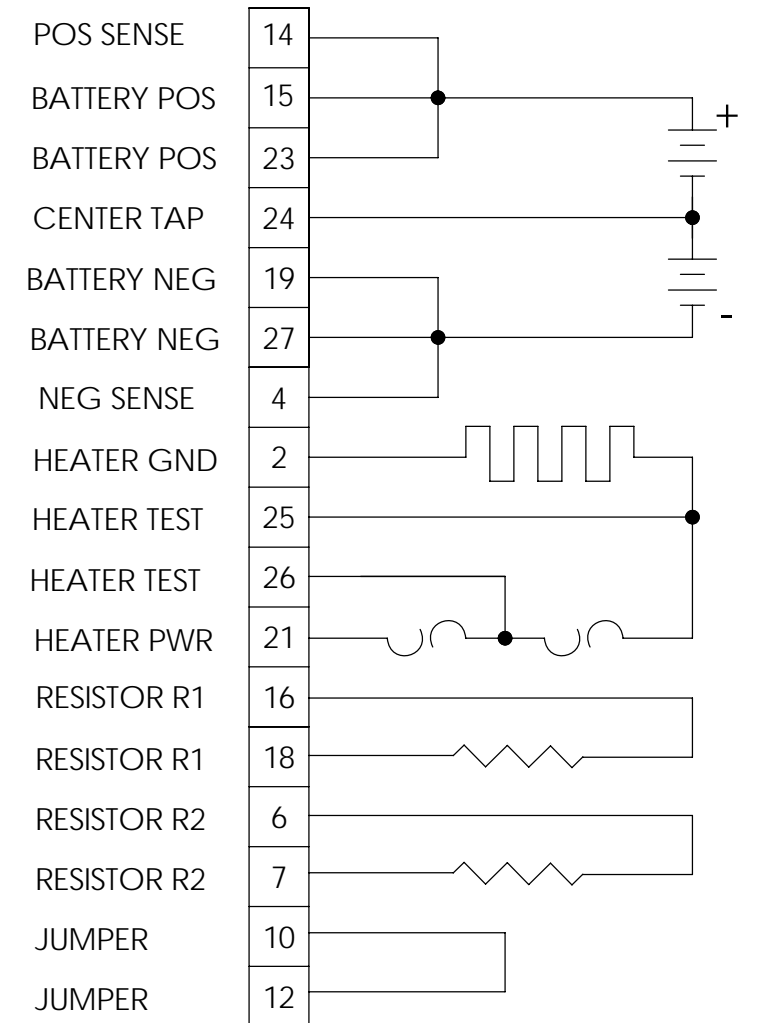 POS SENSE 14
BATTERY POS 15 +
BATTERY POS 23
CENTER TAP 24
BATTERY NEG 19
BATTERY NEG 27 -
NEG SENSE 4
HEATER GND 2
HEATER TEST 25
HEATER TEST 26
HEATER PWR 21
RESISTOR R1 16
RESISTOR R1 18
RESISTOR R2 6
RESISTOR R2 7
JUMPER 10
JUMPER 12